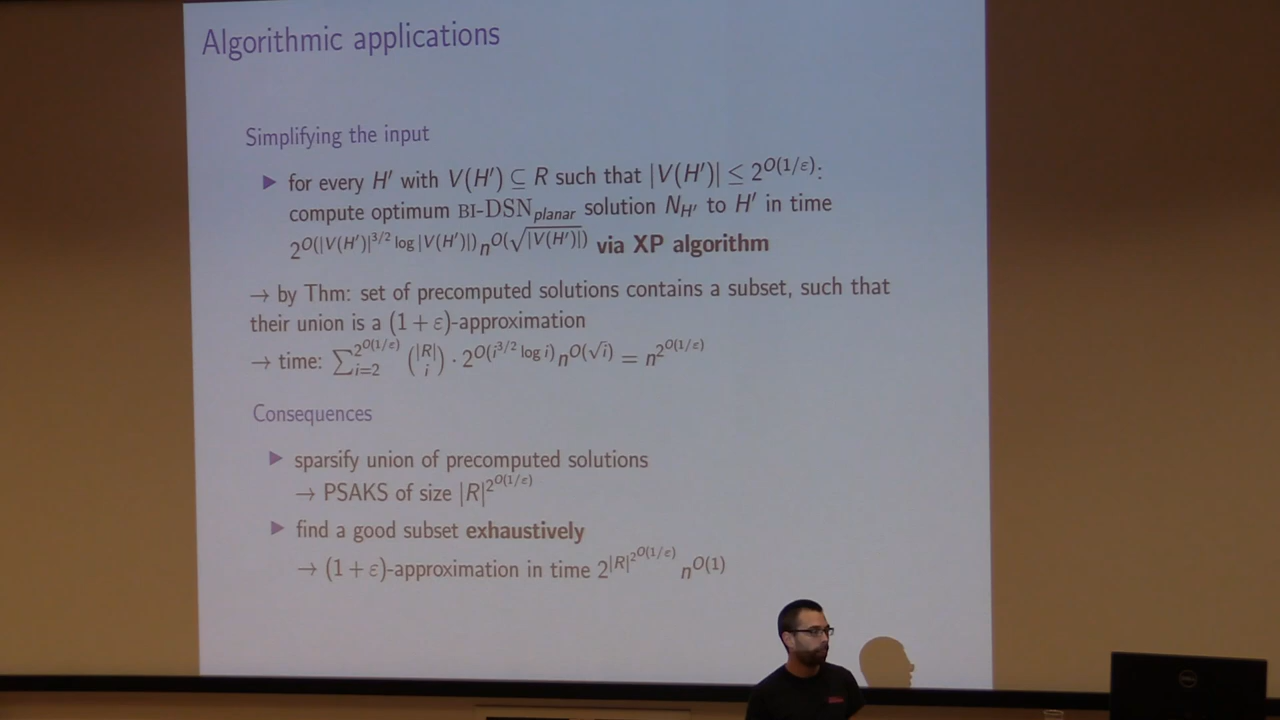 Algorithmic applications
Simplifying the input
▶ for every H′ with V(H′) ⊆ R such that |V(H′)| ≤ 2^{O(1/ε)}:
compute optimum BI-DSN_{planar} solution N_{H′} to H′ in time
2^{O(|V(H′)|^{3/2} log |V(H′)|)} n^{O(√|V(H′)|)} via XP algorithm
→ by Thm: set of precomputed solutions contains a subset, such that
their union is a (1 + ε)-approximation
→ time: ∑_{i=2}^{2^{O(1/ε)}} (|R| i) · 2^{O(i^{3/2} log i)} n^{O(√i)} = n^{2^{O(1/ε)}}
Consequences
▶ sparsify union of precomputed solutions
→ PSAKS of size |R|^{2^{O(1/ε)}}
▶ find a good subset exhaustively
→ (1 + ε)-approximation in time 2^{|R|^{2^{O(1/ε)}}} n^{O(1)}
DELL